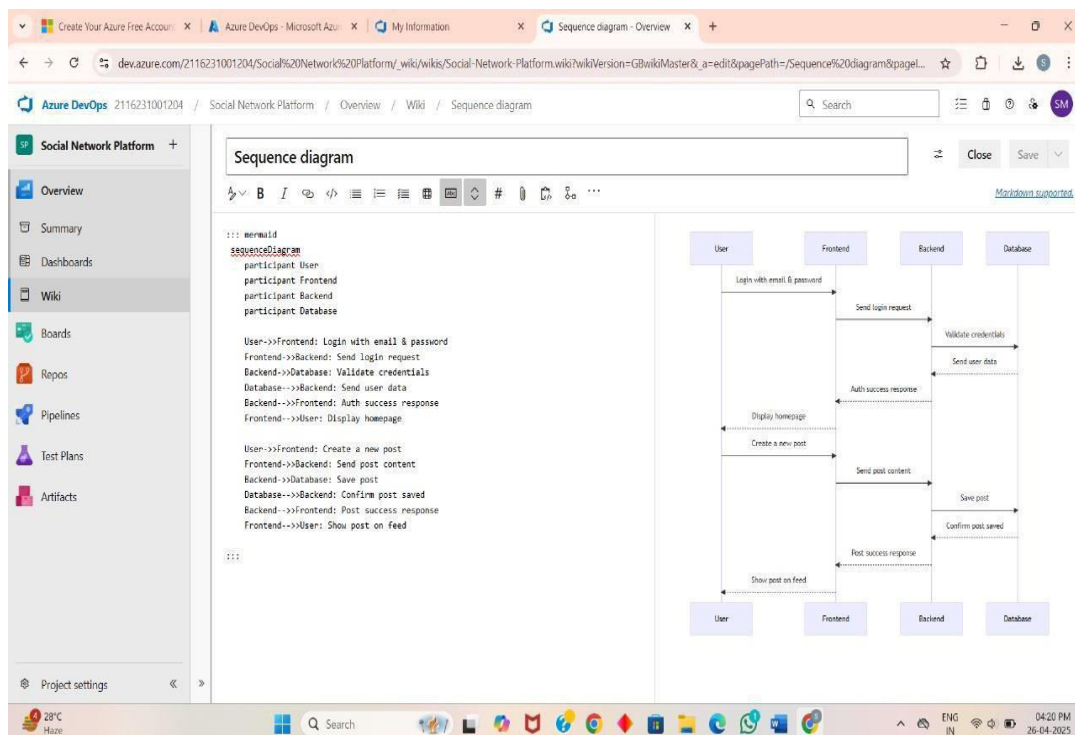 Create Your Azure Free Accoun
Azure DevOps - Microsoft Azur
My Information
Sequence diagram - Overview
dev.azure.com/2116231001204/Social%20Network%20Platform/_wiki/wikis/Social-Network-Platform.wiki?wikiVersion=GBwikiMaster&_a=edit&pagePath=/Sequence%20diagram&pageI...
S
Azure DevOps 2116231001204 / Social Network Platform / Overview / Wiki / Sequence diagram
Search
SM
SP Social Network Platform +
Sequence diagram
Close
Save
Overview
Summary
Dashboards
Wiki
Boards
Repos
Pipelines
Test Plans
Artifacts
Project settings
B I </> # Abc ...
Markdown supported.
::: mermaid
sequenceDiagram
participant User
participant Frontend
participant Backend
participant Database
User->>Frontend: Login with email & password
Frontend->>Backend: Send login request
Backend->>Database: Validate credentials
Database-->>Backend: Send user data
Backend-->>Frontend: Auth success response
Frontend-->>User: Display homepage
User->>Frontend: Create a new post
Frontend->>Backend: Send post content
Backend->>Database: Save post
Database-->>Backend: Confirm post saved
Backend-->>Frontend: Post success response
Frontend-->>User: Show post on feed
:::
User Frontend Backend Database
Login with email & password
Send login request
Validate credentials
Send user data
Auth success response
Display homepage
Create a new post
Send post content
Save post
Confirm post saved
Post success response
Show post on feed
User Frontend Backend Database
28°C
Haze
Search
ENG
IN
04:20 PM
26-04-2025